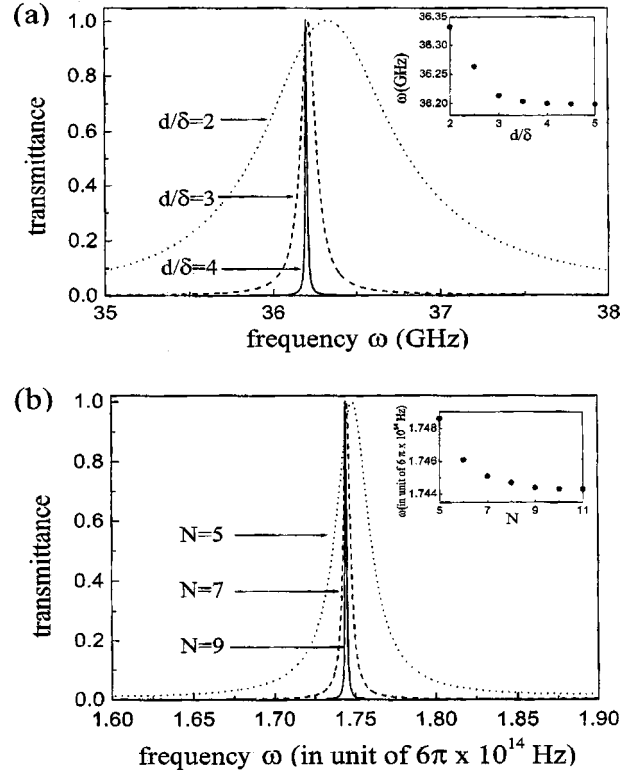 (a)
1.0
0.8
0.6
0.4
0.2
0.0
transmittance
d/δ=2
d/δ=3
d/δ=4
35
36
37
38
frequency ω (GHz)
36.35
36.30
36.25
36.20
ω(GHz)
2
3
4
5
d/δ
(b)
1.0
0.8
0.6
0.4
0.2
0.0
transmittance
N=5
N=7
N=9
1.60
1.65
1.70
1.75
1.80
1.85
1.90
frequency ω (in unit of 6π x 10¹⁴ Hz)
1.748
1.746
1.744
ω(in unit of 6π x 10¹⁴ Hz)
5
7
9
11
N